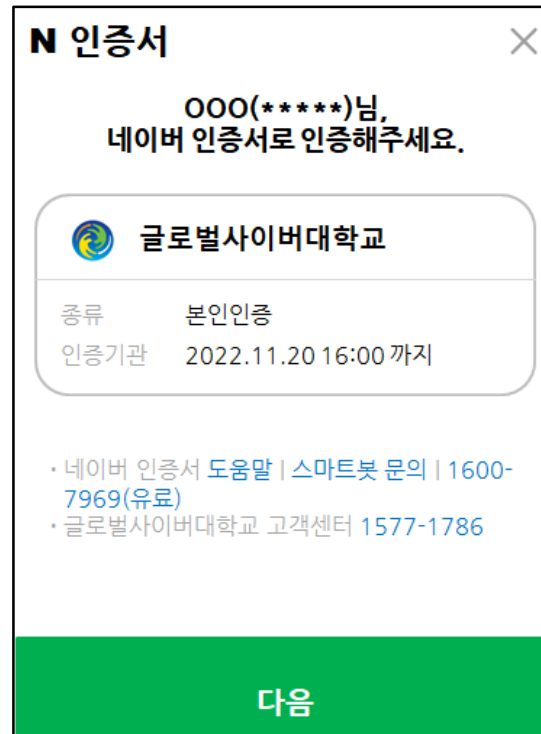 N 인증서
OOO(*****)님,
네이버 인증서로 인증해주세요.
글로벌사이버대학교
종류 본인인증
인증기관 2022.11.20 16:00 까지
· 네이버 인증서 도움말 | 스마트봇 문의 | 1600-
7969(유료)
· 글로벌사이버대학교 고객센터 1577-1786
다음